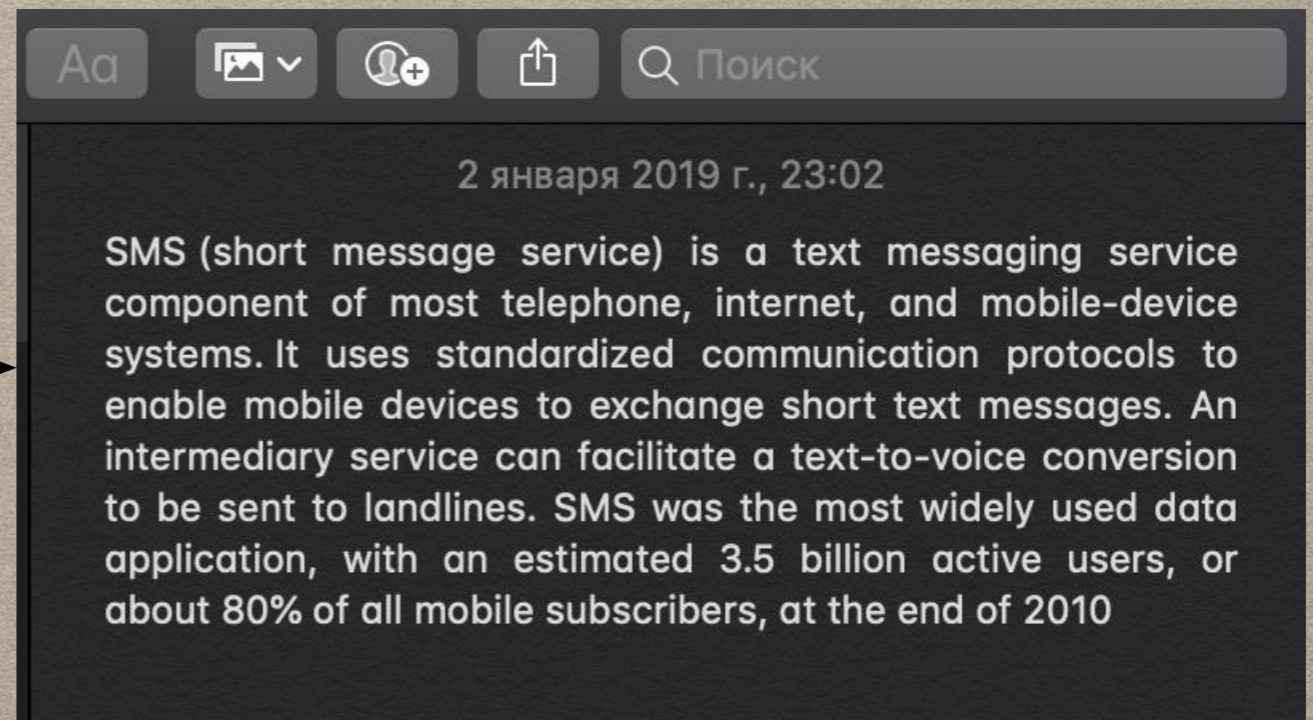 Aa
Поиск
2 января 2019 г., 23:02
SMS (short message service) is a text messaging service
component of most telephone, internet, and mobile-device
systems. It uses standardized communication protocols to
enable mobile devices to exchange short text messages. An
intermediary service can facilitate a text-to-voice conversion
to be sent to landlines. SMS was the most widely used data
application, with an estimated 3.5 billion active users, or
about 80% of all mobile subscribers, at the end of 2010